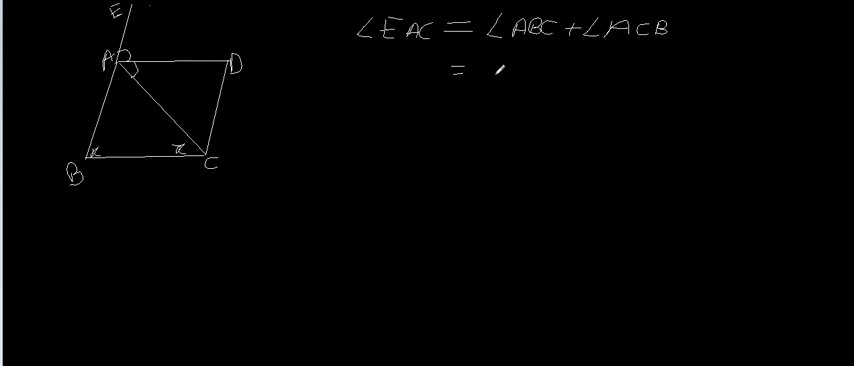 E
∠EAC = ∠ABC + ∠ACB
A D
=
x x
B C